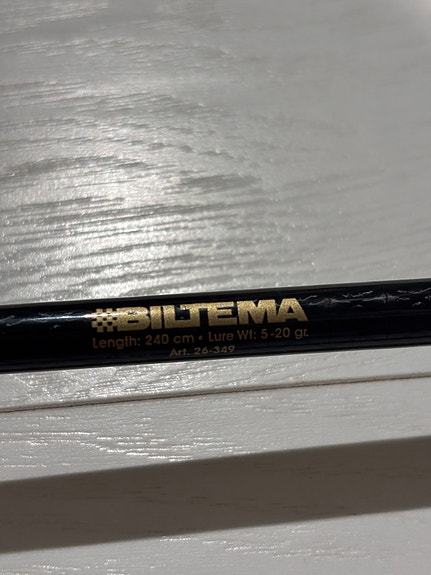 BILTEMA
Length: 240 cm • Lure Wt: 5-20 gr.
Art. 26-349